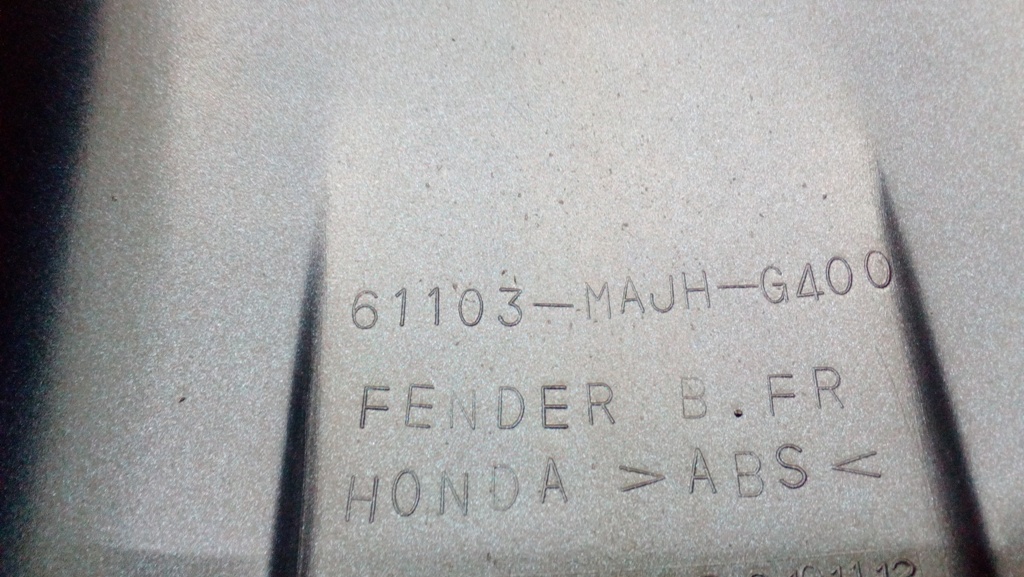 61103-MAJH-G400
FENDER B.FR
HONDA >ABS<